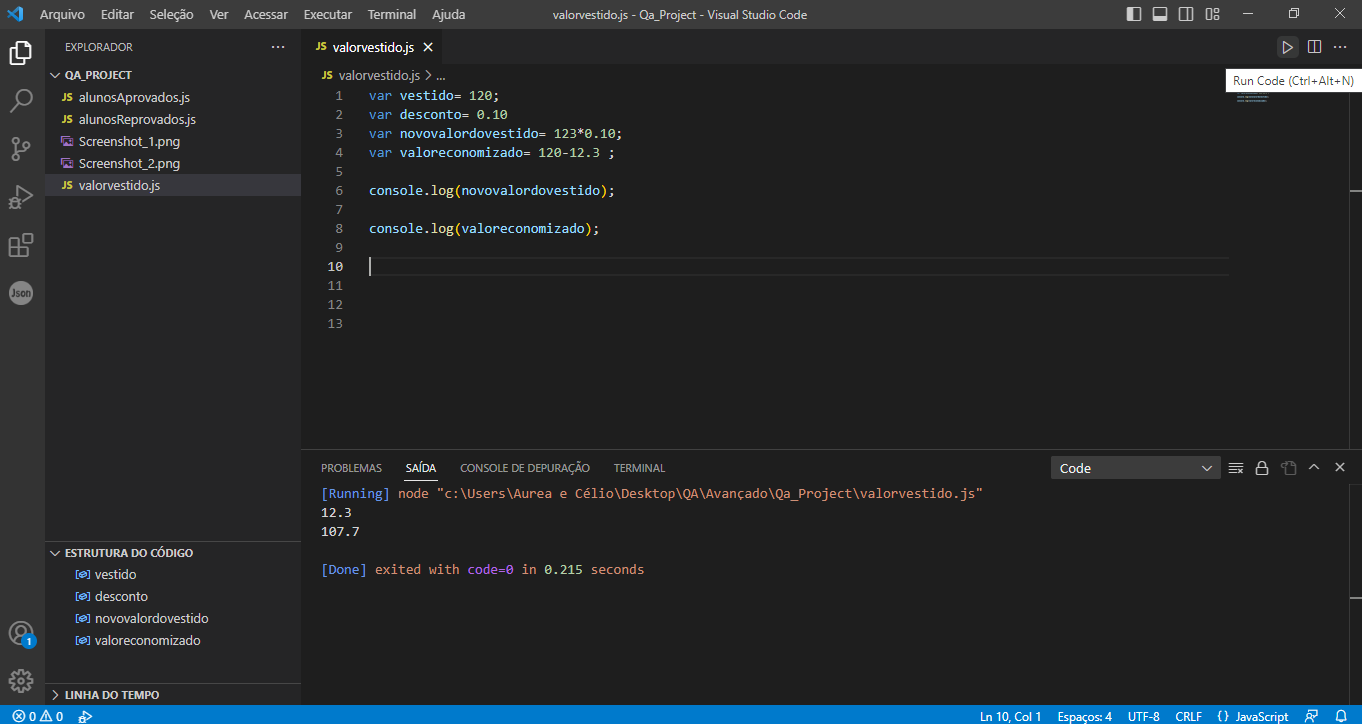 Arquivo Editar Seleção Ver Acessar Executar Terminal Ajuda valorvestido.js - Qa_Project - Visual Studio Code
EXPLORADOR
QA_PROJECT
JS alunosAprovados.js
JS alunosReprovados.js
Screenshot_1.png
Screenshot_2.png
JS valorvestido.js
Json
ESTRUTURA DO CÓDIGO
vestido
desconto
novovalordovestido
valoreconomizado
1
LINHA DO TEMPO
JS valorvestido.js
JS valorvestido.js > ...
Run Code (Ctrl+Alt+N)
1 var vestido= 120;
2 var desconto= 0.10
3 var novovalordovestido= 123*0.10;
4 var valoreconomizado= 120-12.3 ;
5
6 console.log(novovalordovestido);
7
8 console.log(valoreconomizado);
9
10
11
12
13
PROBLEMAS SAÍDA CONSOLE DE DEPURAÇÃO TERMINAL Code
[Running] node "c:\Users\Aurea e Célio\Desktop\QA\Avançado\Qa_Project\valorvestido.js"
12.3
107.7
[Done] exited with code=0 in 0.215 seconds
0 0 Ln 10, Col 1 Espaços: 4 UTF-8 CRLF {} JavaScript